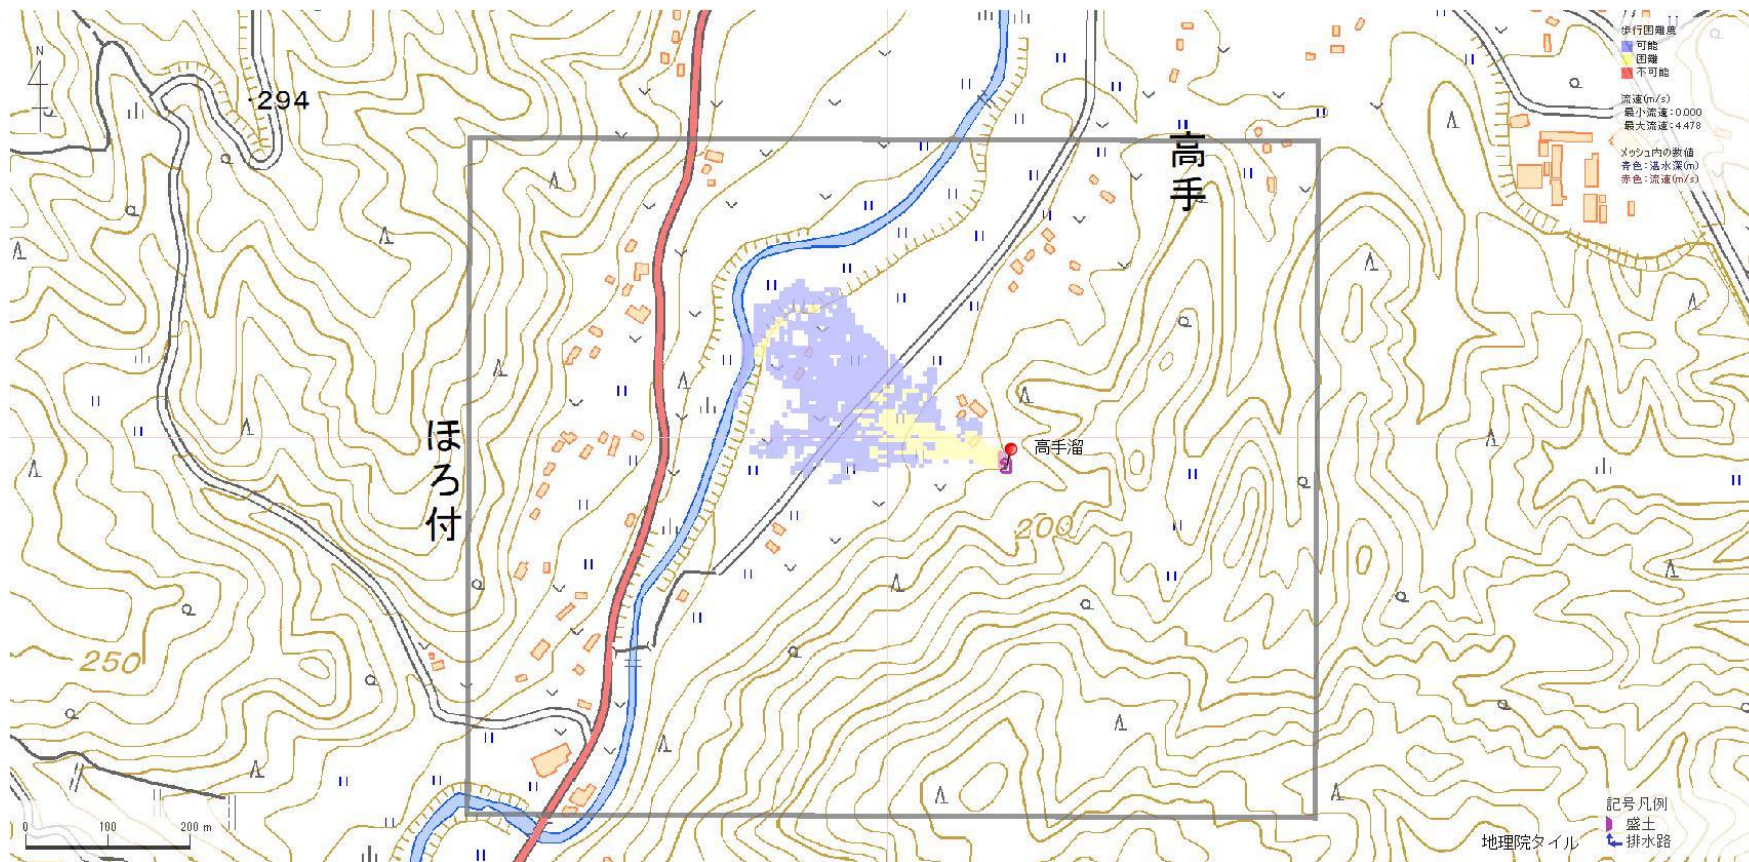 N
294
歩行困難度
可能
困難
不可能
流速(m/s)
最小流速:0.000
最大流速:4.478
メッシュ内の数値
青色:湛水深(m)
赤色:流速(m/s)
高手
高手溜
ほろ付
200
250
0 100 200 m
記号凡例
盛土
排水路
地理院タイル